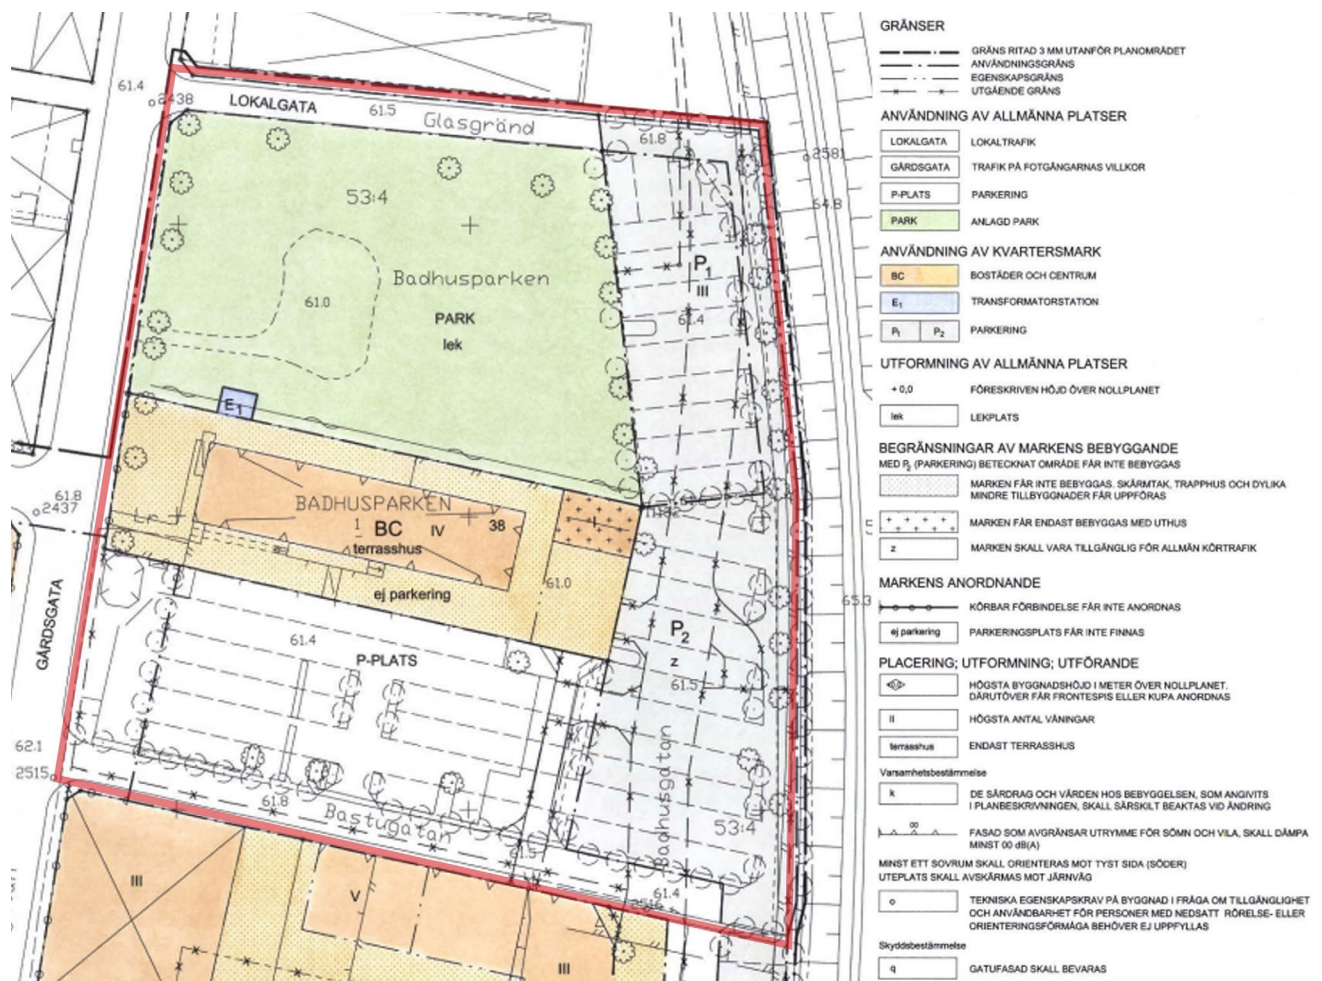 61.4
2438
LOKALGATA
61.5
Glasgränd
61.8
2581
64.8
53:4
P1
III
61.4
Badhusparken
61.0
PARK
lek
E1
61.8
2437
BADHUSPARKEN
1
BC
IV
38
terrasshus
I
ej parkering
61.0
GÅRDSGATA
61.4
P-PLATS
P2
z
61.5
65.3
62.1
2515
61.8
Bastugatan
61.5
Badhusgatan
53:4
61.4
III
V
III
GRÄNSER
GRÄNS RITAD 3 MM UTANFÖR PLANOMRÅDET
ANVÄNDNINGSGRÄNS
EGENSKAPSGRÄNS
UTGÅENDE GRÄNS
ANVÄNDNING AV ALLMÄNNA PLATSER
LOKALGATA LOKALTRAFIK
GÅRDSGATA TRAFIK PÅ FOTGÄNGARNAS VILLKOR
P-PLATS PARKERING
PARK ANLAGD PARK
ANVÄNDNING AV KVARTERSMARK
BC BOSTÄDER OCH CENTRUM
E1 TRANSFORMATORSTATION
P1 P2 PARKERING
UTFORMNING AV ALLMÄNNA PLATSER
+ 0,0 FÖRESKRIVEN HÖJD ÖVER NOLLPLANET
lek LEKPLATS
BEGRÄNSNINGAR AV MARKENS BEBYGGANDE
MED P2 (PARKERING) BETECKNAT OMRÅDE FÅR INTE BEBYGGAS
MARKEN FÅR INTE BEBYGGAS. SKÄRMTAK, TRAPPHUS OCH DYLIKA
MINDRE TILLBYGGNADER FÅR UPPFÖRAS
MARKEN FÅR ENDAST BEBYGGAS MED UTHUS
z MARKEN SKALL VARA TILLGÄNGLIG FÖR ALLMÄN KÖRTRAFIK
MARKENS ANORDNANDE
KÖRBAR FÖRBINDELSE FÅR INTE ANORDNAS
ej parkering PARKERINGSPLATS FÅR INTE FINNAS
PLACERING; UTFORMNING; UTFÖRANDE
HÖGSTA BYGGNADSHÖJD I METER ÖVER NOLLPLANET.
DÄRUTÖVER FÅR FRONTESPIS ELLER KUPA ANORDNAS
II HÖGSTA ANTAL VÅNINGAR
terrasshus ENDAST TERRASSHUS
Varsamhetsbestämmelse
k DE SÄRDRAG OCH VÄRDEN HOS BEBYGGELSEN, SOM ANGIVITS
I PLANBESKRIVNINGEN, SKALL SÄRSKILT BEAKTAS VID ÄNDRING
00
FASAD SOM AVGRÄNSAR UTRYMME FÖR SÖMN OCH VILA, SKALL DÄMPA
MINST 00 dB(A)
MINST ETT SOVRUM SKALL ORIENTERAS MOT TYST SIDA (SÖDER)
UTEPLATS SKALL AVSKÄRMAS MOT JÄRNVÄG
o TEKNISKA EGENSKAPSKRAV PÅ BYGGNAD I FRÅGA OM TILLGÄNGLIGHET
OCH ANVÄNDBARHET FÖR PERSONER MED NEDSATT RÖRELSE- ELLER
ORIENTERINGSFÖRMÅGA BEHÖVER EJ UPPFYLLAS
Skyddsbestämmelse
q GATUFASAD SKALL BEVARAS